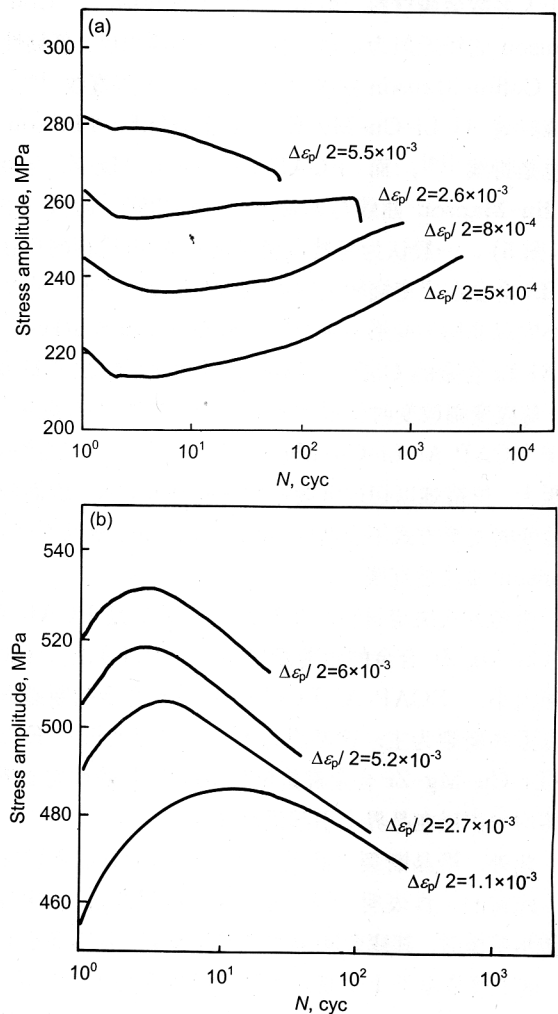 (a)
300
280
260
240
220
200
Stress amplitude, MPa
Δεp/ 2=5.5×10⁻³
Δεp/ 2=2.6×10⁻³
Δεp/ 2=8×10⁻⁴
Δεp/ 2=5×10⁻⁴
10⁰ 10¹ 10² 10³ 10⁴
N, cyc
(b)
540
520
500
480
460
Stress amplitude, MPa
Δεp/ 2=6×10⁻³
Δεp/ 2=5.2×10⁻³
Δεp/ 2=2.7×10⁻³
Δεp/ 2=1.1×10⁻³
10⁰ 10¹ 10² 10³
N, cyc